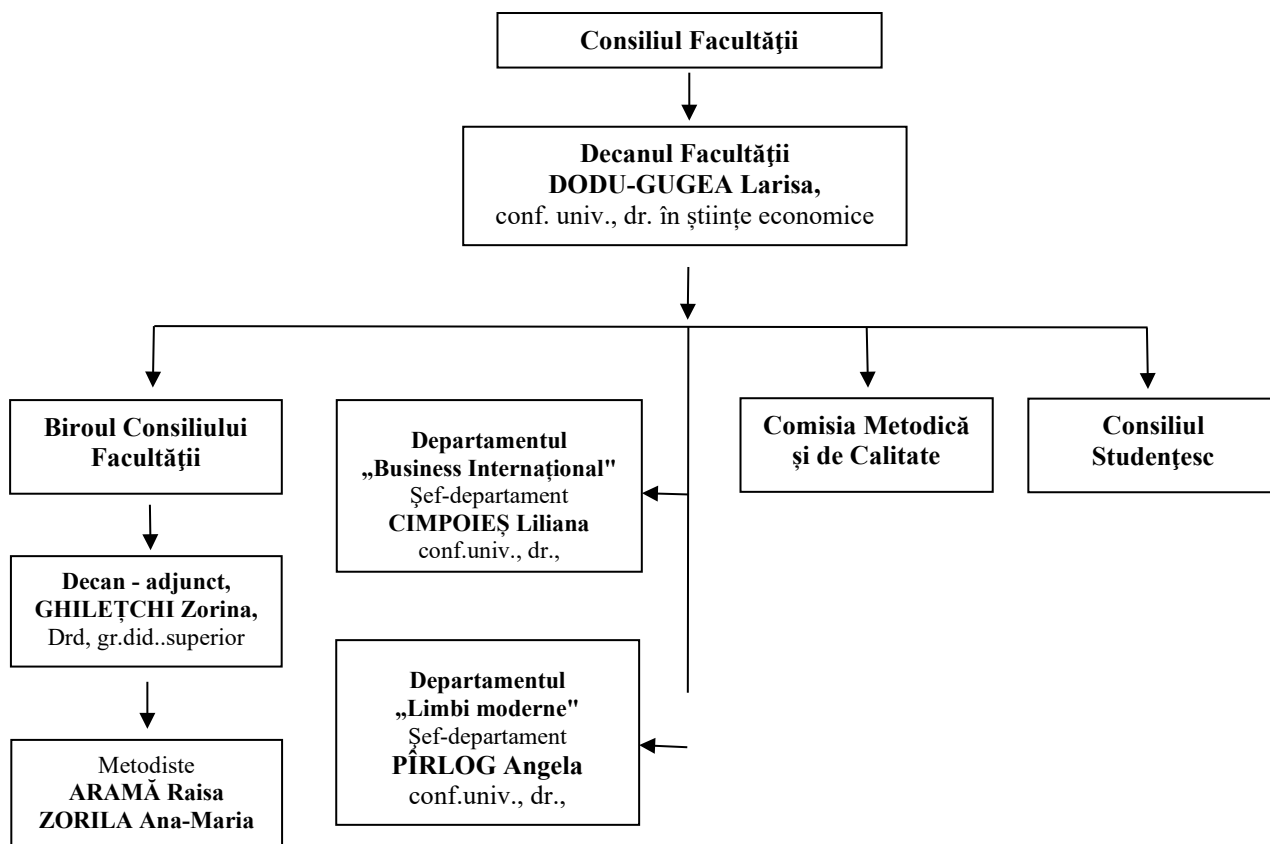 Consiliul Facultăţii
Decanul Facultăţii
DODU-GUGEA Larisa,
conf. univ., dr. în științe economice
Biroul Consiliului
Facultăţii
Departamentul
„Business Internațional"
Şef-departament
CIMPOIEȘ Liliana
conf.univ., dr.,
Comisia Metodică
și de Calitate
Consiliul
Studenţesc
Decan - adjunct,
GHILEȚCHI Zorina,
Drd, gr.did..superior
Departamentul
„Limbi moderne"
Şef-departament
PÎRLOG Angela
conf.univ., dr.,
Metodiste
ARAMĂ Raisa
ZORILA Ana-Maria